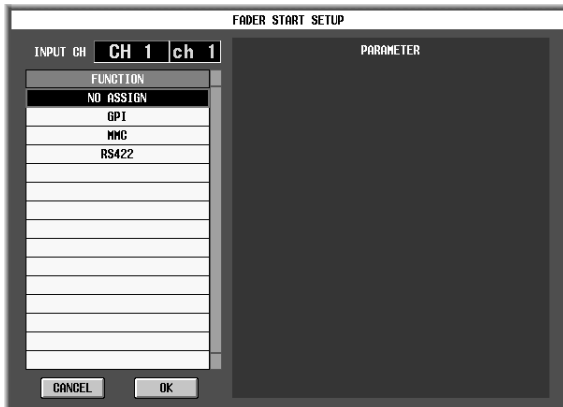 FADER START SETUP
INPUT CH CH 1 ch 1
FUNCTION
NO ASSIGN
GPI
MMC
RS422
CANCEL OK
PARAMETER